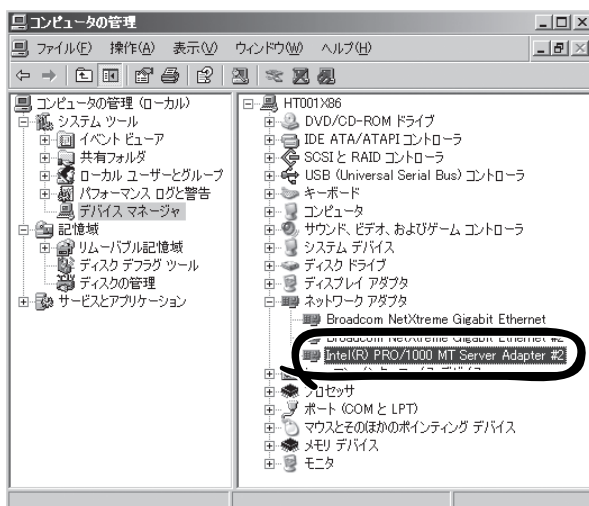 コンピュータの管理
ファイル(F) 操作(A) 表示(V) ウィンドウ(W) ヘルプ(H)
コンピュータの管理 (ローカル)
システム ツール
イベント ビューア
共有フォルダ
ローカル ユーザーとグループ
パフォーマンス ログと警告
デバイス マネージャ
記憶域
リムーバブル記憶域
ディスク デフラグ ツール
ディスクの管理
サービスとアプリケーション
HT001X86
DVD/CD-ROM ドライブ
IDE ATA/ATAPI コントローラ
SCSI と RAID コントローラ
USB (Universal Serial Bus) コントローラ
キーボード
コンピュータ
サウンド、ビデオ、およびゲーム コントローラ
システム デバイス
ディスク ドライブ
ディスプレイ アダプタ
ネットワーク アダプタ
Broadcom NetXtreme Gigabit Ethernet
Broadcom NetXtreme Gigabit Ethernet #2
Intel(R) PRO/1000 MT Server Adapter #2
プロセッサ
ポート (COM と LPT)
マウスとそのほかのポインティング デバイス
メモリ デバイス
モニタ